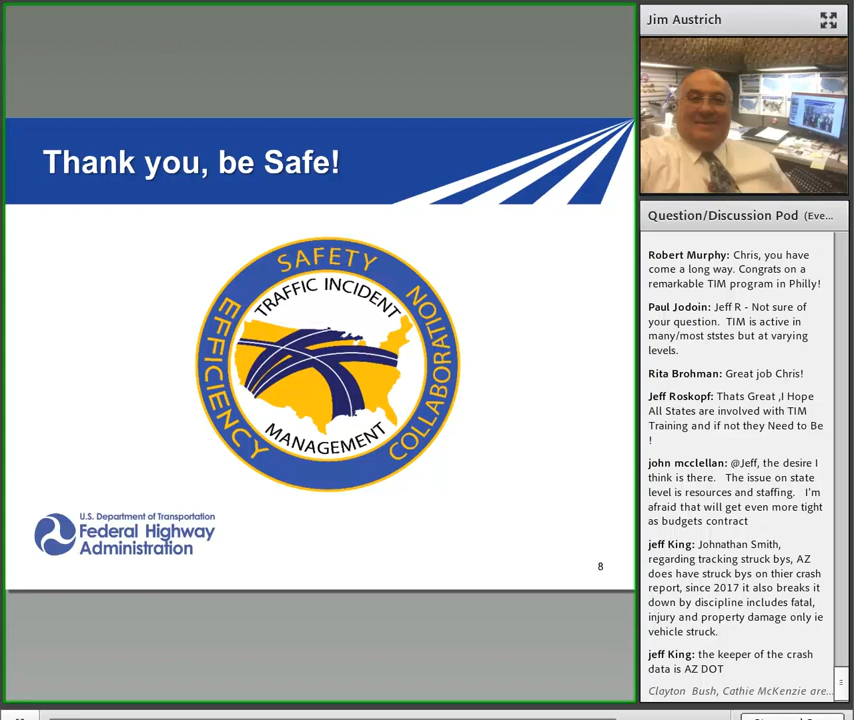 Thank you, be Safe!
SAFETY
EFFICIENCY
COLLABORATION
TRAFFIC INCIDENT
MANAGEMENT
U.S. Department of Transportation
Federal Highway
Administration
8
Jim Austrich
Question/Discussion Pod (Eve...
Robert Murphy: Chris, you have
come a long way. Congrats on a
remarkable TIM program in Philly!
Paul Jodoin: Jeff R - Not sure of
your question. TIM is active in
many/most ststes but at varying
levels.
Rita Brohman: Great job Chris!
Jeff Roskopf: Thats Great ,I Hope
All States are involved with TIM
Training and if not they Need to Be
!
john mcclellan: @Jeff, the desire I
think is there. The issue on state
level is resources and staffing. I'm
afraid that will get even more tight
as budgets contract
jeff King: Johnathan Smith,
regarding tracking struck bys, AZ
does have struck bys on thier crash
report, since 2017 it also breaks it
down by discipline includes fatal,
injury and property damage only ie
vehicle struck.
jeff King: the keeper of the crash
data is AZ DOT
Clayton Bush, Cathie McKenzie are...